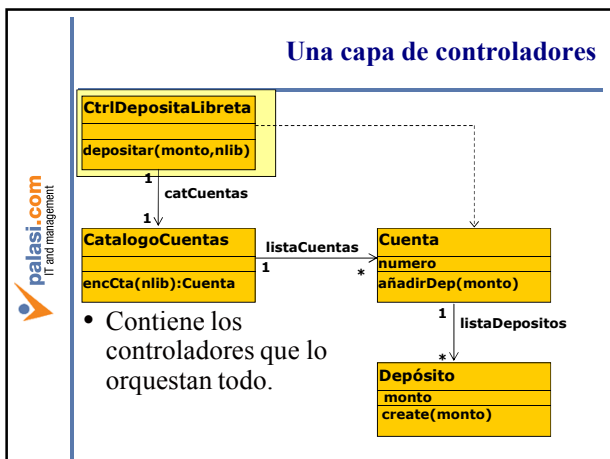 Una capa de controladores
palasi.com
IT and management
CtrlDepositaLibreta
depositar(monto,nlib)
1
catCuentas
1
CatalogoCuentas
encCta(nlib):Cuenta
listaCuentas
1
*
Cuenta
numero
añadirDep(monto)
1
listaDepositos
*
Depósito
monto
create(monto)
• Contiene los
controladores que lo
orquestan todo.